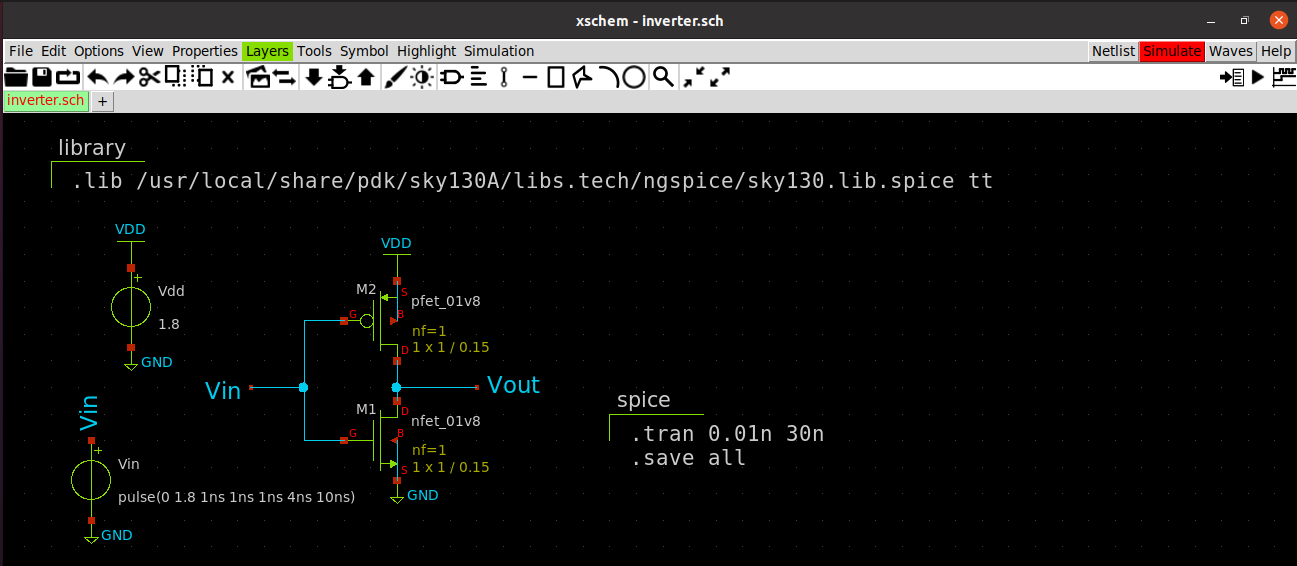 xschem - inverter.sch
File Edit Options View Properties Layers Tools Symbol Highlight Simulation Netlist Simulate Waves Help
inverter.sch +
library
.lib /usr/local/share/pdk/sky130A/libs.tech/ngspice/sky130.lib.spice tt
VDD
+
Vdd
1.8
GND
VDD
M2
S
pfet_01v8
G
B
nf=1
D
1 x 1 / 0.15
Vin
Vout
M1
D
nfet_01v8
G
B
nf=1
S
1 x 1 / 0.15
GND
Vin
+
Vin
pulse(0 1.8 1ns 1ns 1ns 4ns 10ns)
GND
spice
.tran 0.01n 30n
.save all